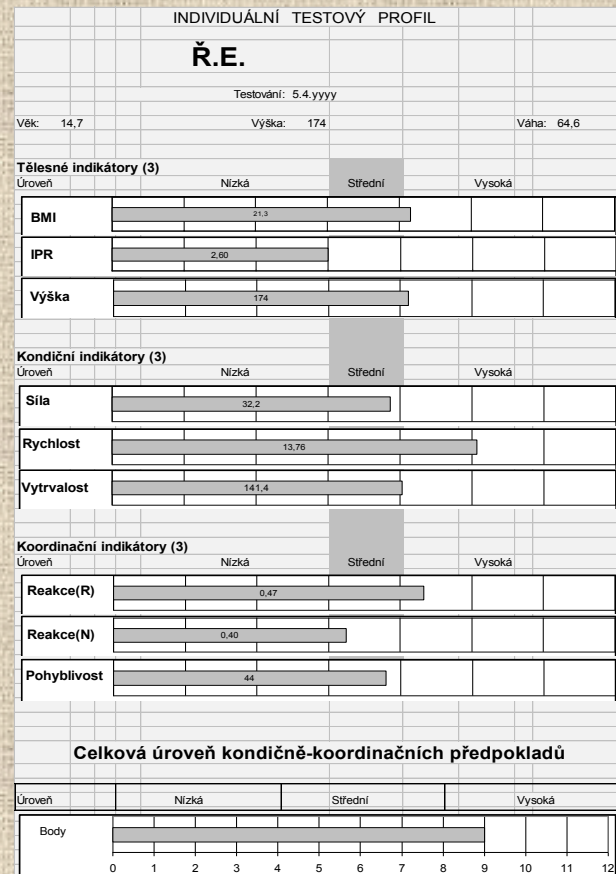 INDIVIDUÁLNÍ TESTOVÝ PROFIL
Ř.E.
Testování: 5.4.yyyy
Věk: 14,7 Výška: 174 Váha: 64,6
Tělesné indikátory (3)
Úroveň Nízká Střední Vysoká
BMI 21,3
IPR 2,60
Výška 174
Kondiční indikátory (3)
Úroveň Nízká Střední Vysoká
Síla 32,2
Rychlost 13,76
Vytrvalost 141,4
Koordinační indikátory (3)
Úroveň Nízká Střední Vysoká
Reakce(R) 0,47
Reakce(N) 0,40
Pohyblivost 44
Celková úroveň kondičně-koordinačních předpokladů
Úroveň Nízká Střední Vysoká
Body
0 1 2 3 4 5 6 7 8 9 10 11 12